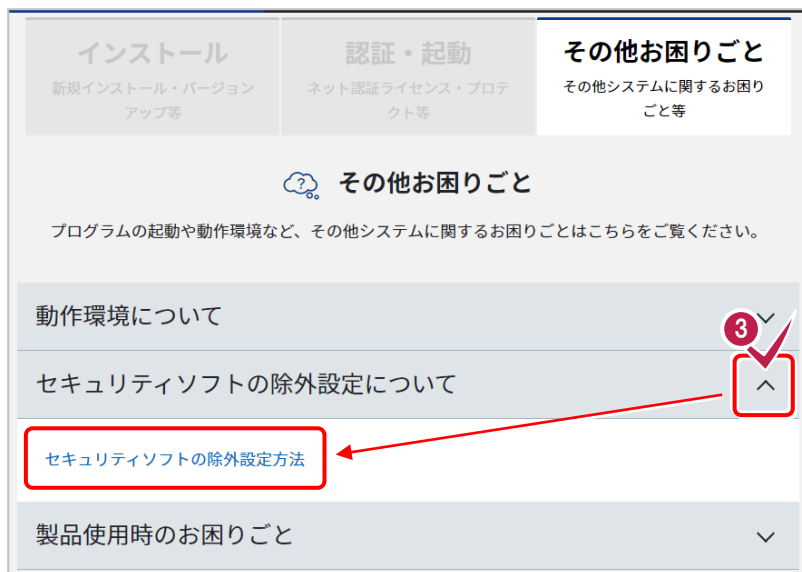 インストール
新規インストール・バージョン
アップ等
認証・起動
ネット認証ライセンス・プロテ
クト等
その他お困りごと
その他システムに関するお困り
ごと等
その他お困りごと
プログラムの起動や動作環境など、その他システムに関するお困りごとはこちらをご覧ください。
動作環境について
3
セキュリティソフトの除外設定について
セキュリティソフトの除外設定方法
製品使用時のお困りごと